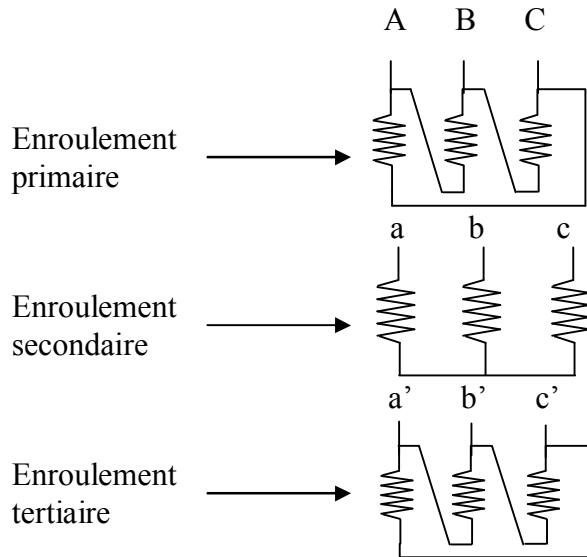 A B C
Enroulement
primaire
a b c
Enroulement
secondaire
a’ b’ c’
Enroulement
tertiaire